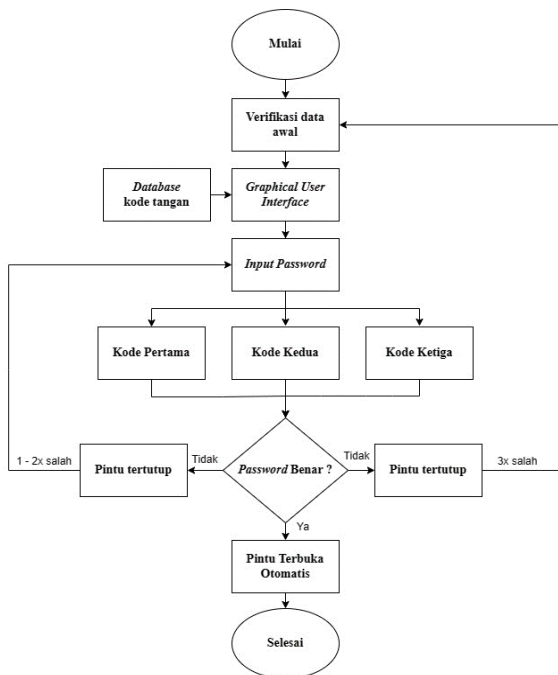 Mulai
Verifikasi data
awal
Database
kode tangan
Graphical User
Interface
Input Password
Kode Pertama
Kode Kedua
Kode Ketiga
1 - 2x salah
Pintu tertutup
Tidak
Password Benar ?
Tidak
Pintu tertutup
3x salah
Ya
Pintu Terbuka
Otomatis
Selesai